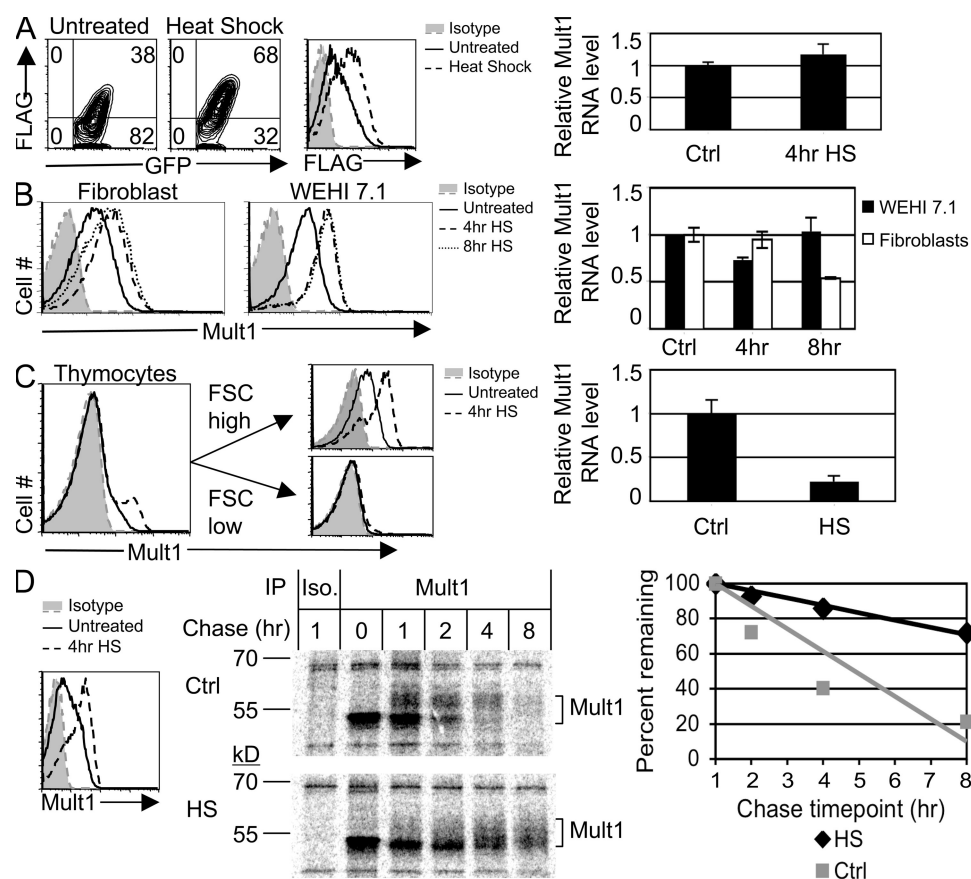 A
Untreated
Heat Shock
0
38
0
82
0
68
0
32
FLAG
GFP
Isotype
Untreated
Heat Shock
FLAG
Relative Mult1
RNA level
1.5
1
0.5
0
Ctrl
4hr HS
B
Fibroblast
WEHI 7.1
Cell #
Mult1
Isotype
Untreated
4hr HS
8hr HS
Relative Mult1
RNA level
1.5
1
0.5
0
Ctrl
4hr
8hr
WEHI 7.1
Fibroblasts
C
Thymocytes
Cell #
Mult1
FSC
high
FSC
low
Isotype
Untreated
4hr HS
Relative Mult1
RNA level
1.5
1
0.5
0
Ctrl
HS
D
Isotype
Untreated
4hr HS
Mult1
IP
Iso.
Mult1
Chase (hr)
1
0
1
2
4
8
70
Ctrl
55
kD
Mult1
70
HS
55
Mult1
Percent remaining
100
80
60
40
20
0
1
2
3
4
5
6
7
8
Chase timepoint (hr)
HS
Ctrl